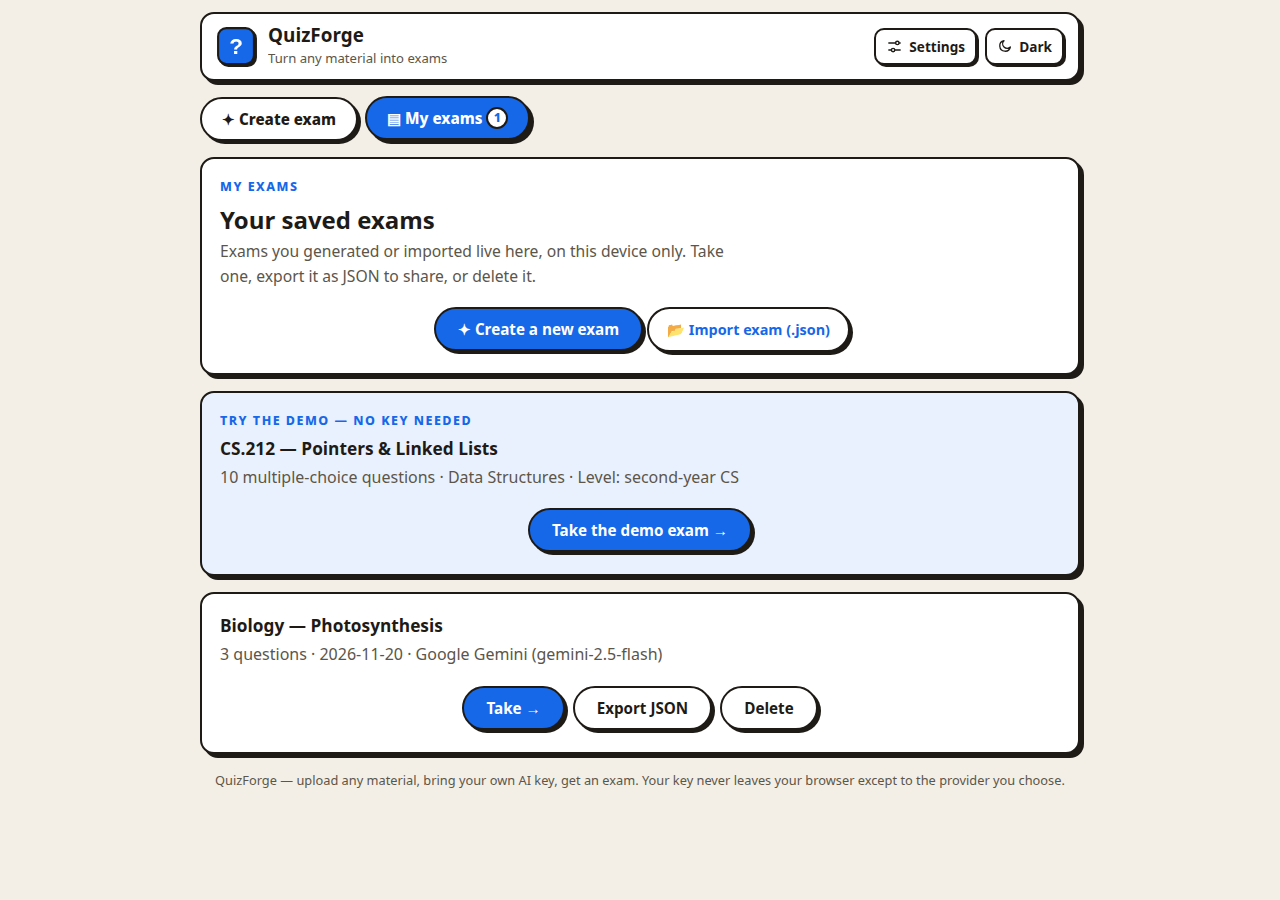 ?
QuizForge
Turn any material into exams
Settings
Dark
✦ Create exam
▤ My exams 1
MY EXAMS
Your saved exams
Exams you generated or imported live here, on this device only. Take
one, export it as JSON to share, or delete it.
✦ Create a new exam
📂 Import exam (.json)
TRY THE DEMO — NO KEY NEEDED
CS.212 — Pointers & Linked Lists
10 multiple-choice questions · Data Structures · Level: second-year CS
Take the demo exam →
Biology — Photosynthesis
3 questions · 2026-11-20 · Google Gemini (gemini-2.5-flash)
Take →
Export JSON
Delete
QuizForge — upload any material, bring your own AI key, get an exam. Your key never leaves your browser except to the provider you choose.